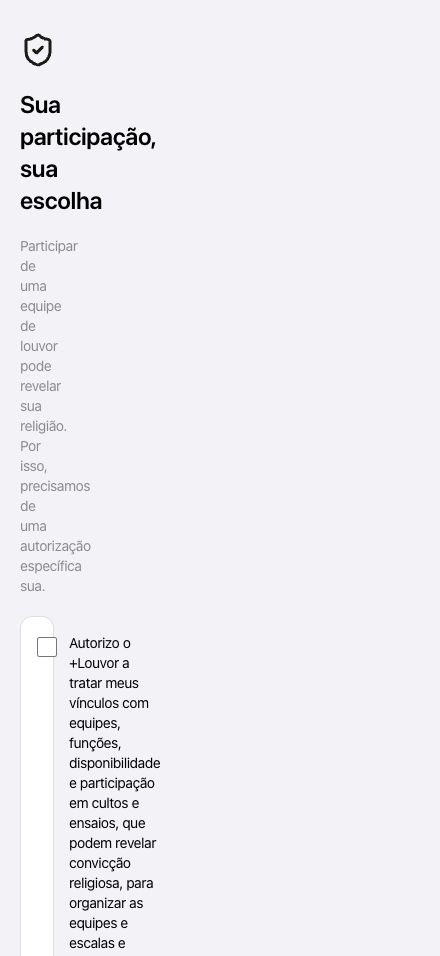 Sua
participação,
sua
escolha
Participar
de
uma
equipe
de
louvor
pode
revelar
sua
religião.
Por
isso,
precisamos
de
uma
autorização
específica
sua.
Autorizo o
+Louvor a
tratar meus
vínculos com
equipes,
funções,
disponibilidade
e participação
em cultos e
ensaios, que
podem revelar
convicção
religiosa, para
organizar as
equipes e
escalas e